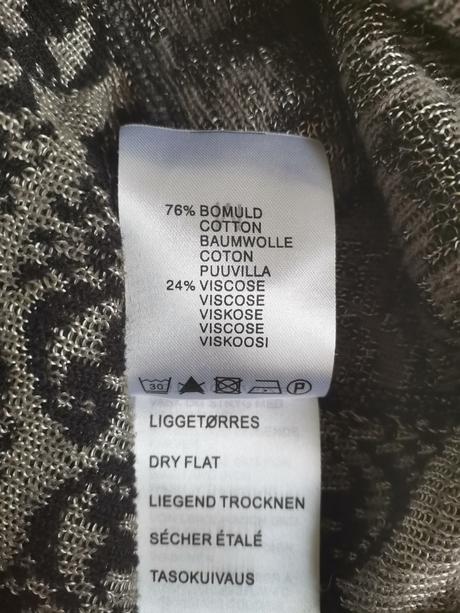 76% BOMULD
COTTON
BAUMWOLLE
COTON
PUUVILLA
24% VISCOSE
VISCOSE
VISKOSE
VISCOSE
VISKOOSI
30 P
LIGGETØRRES
DRY FLAT
LIEGEND TROCKNEN
SÉCHER ÉTALÉ
TASOKUIVAUS